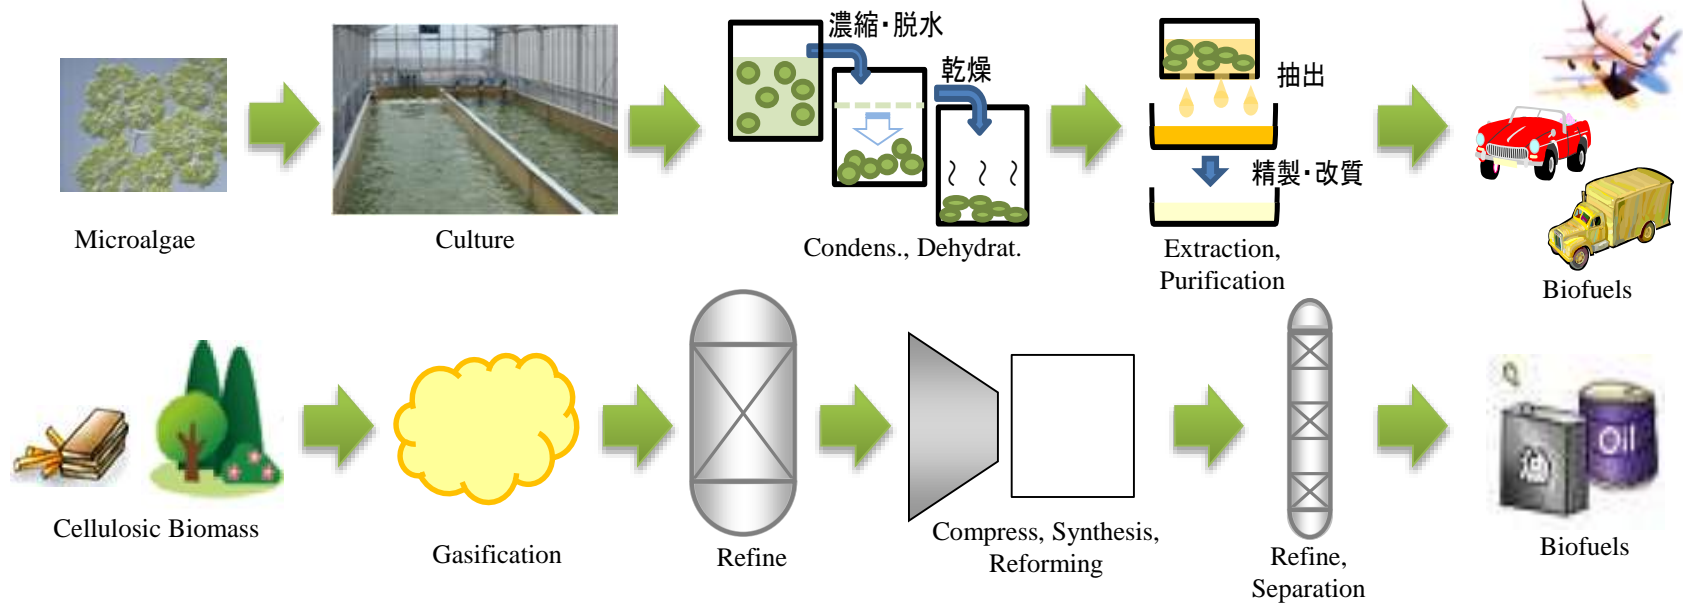 濃縮・脱水
乾燥
抽出
精製・改質
Microalgae
Culture
Condens., Dehydrat.
Extraction,
Purification
Biofuels
油
Oil
Cellulosic Biomass
Gasification
Refine
Compress, Synthesis,
Reforming
Refine,
Separation
Biofuels